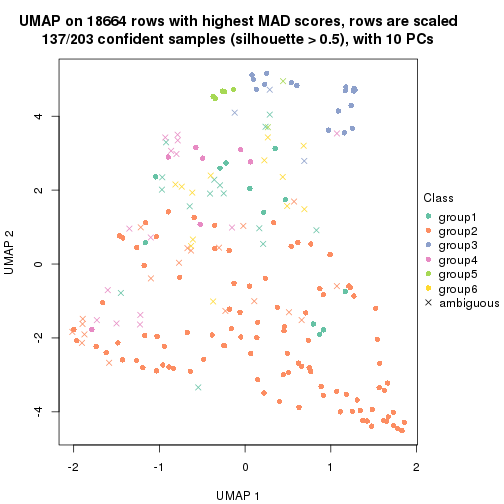 UMAP on 18664 rows with highest MAD scores, rows are scaled
137/203 confident samples (silhouette > 0.5), with 10 PCs
4
2
0
-2
-4
UMAP 2
-2
-1
0
1
2
UMAP 1
Class
group1
group2
group3
group4
group5
group6
ambiguous